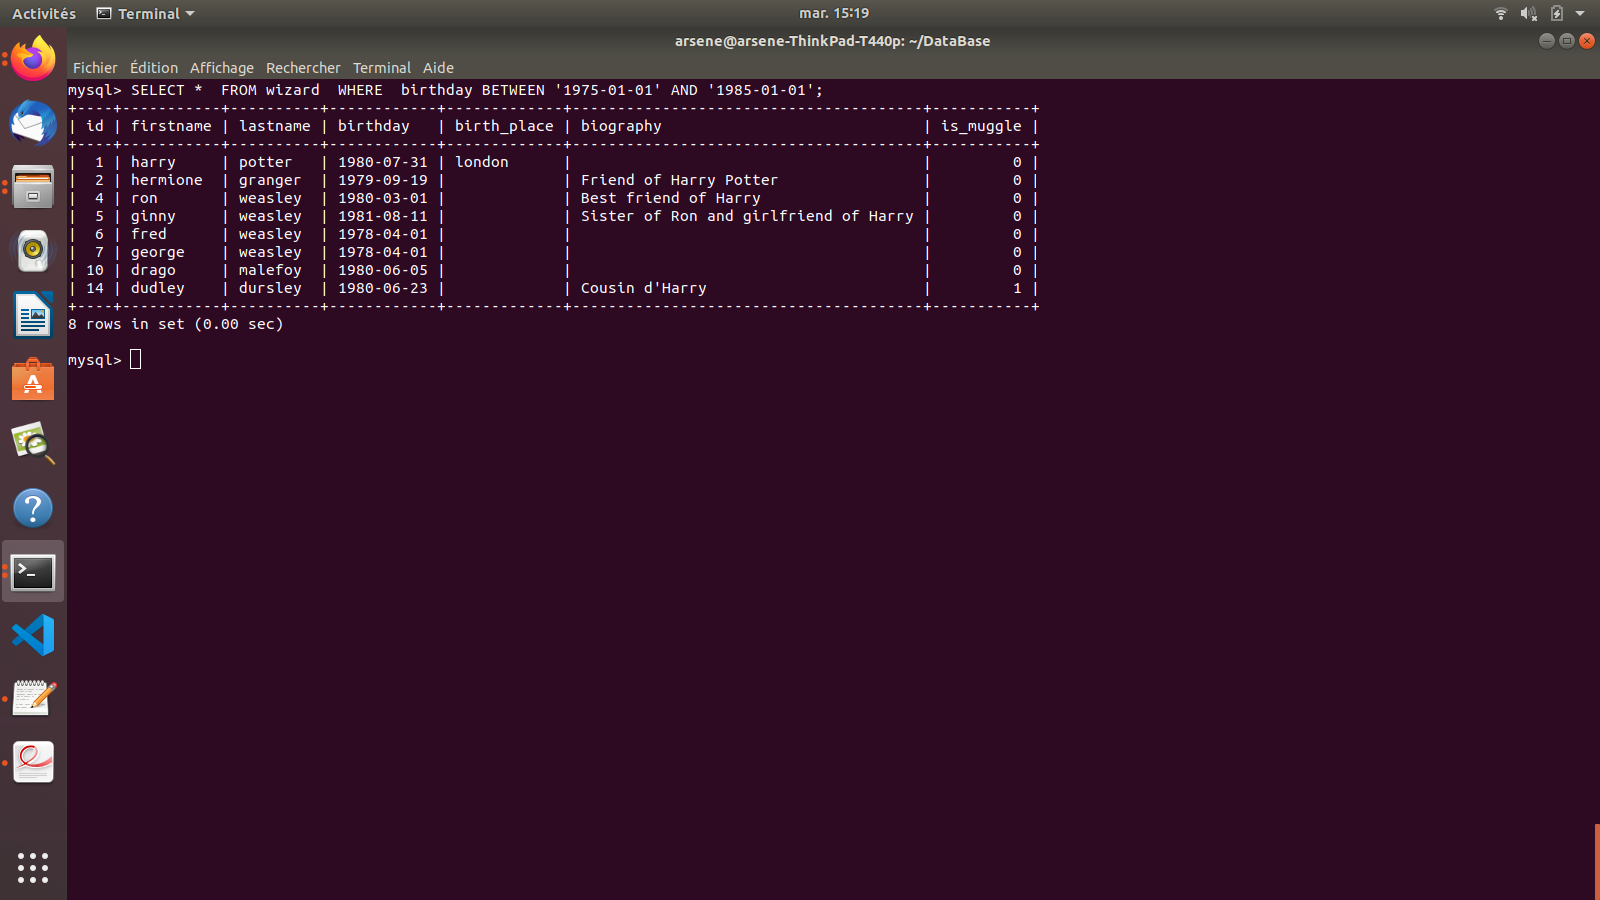 Activités Terminal mar. 15:19
arsene@arsene-ThinkPad-T440p: ~/DataBase
Fichier Édition Affichage Rechercher Terminal Aide
mysql> SELECT *  FROM wizard  WHERE  birthday BETWEEN '1975-01-01' AND '1985-01-01';
+----+-----------+----------+------------+-------------+---------------------------------------+-----------+
| id | firstname | lastname | birthday   | birth_place | biography                             | is_muggle |
+----+-----------+----------+------------+-------------+---------------------------------------+-----------+
|  1 | harry     | potter   | 1980-07-31 | london      |                                       |         0 |
|  2 | hermione  | granger  | 1979-09-19 |             | Friend of Harry Potter                |         0 |
|  4 | ron       | weasley  | 1980-03-01 |             | Best friend of Harry                  |         0 |
|  5 | ginny     | weasley  | 1981-08-11 |             | Sister of Ron and girlfriend of Harry |         0 |
|  6 | fred      | weasley  | 1978-04-01 |             |                                       |         0 |
|  7 | george    | weasley  | 1978-04-01 |             |                                       |         0 |
| 10 | drago     | malefoy  | 1980-06-05 |             |                                       |         0 |
| 14 | dudley    | dursley  | 1980-06-23 |             | Cousin d'Harry                        |         1 |
+----+-----------+----------+------------+-------------+---------------------------------------+-----------+
8 rows in set (0.00 sec)
mysql>